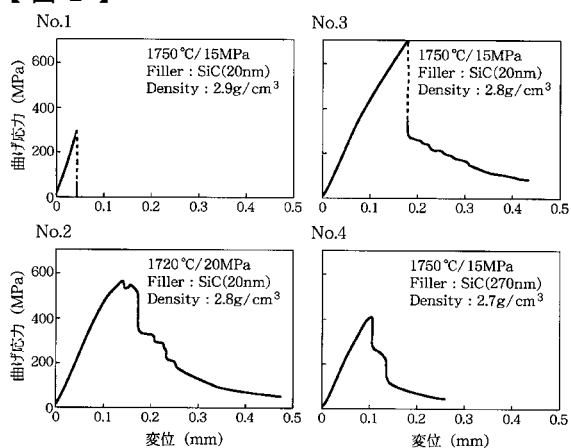 No.1
1750℃/15MPa
Filler : SiC(20nm)
Density : 2.9g/cm³
曲げ応力 (MPa)
600
400
200
0
0 0.1 0.2 0.3 0.4 0.5
No.3
1750℃/15MPa
Filler : SiC(20nm)
Density : 2.8g/cm³
0 0.1 0.2 0.3 0.4 0.5
No.2
1720℃/20MPa
Filler : SiC(20nm)
Density : 2.8g/cm³
曲げ応力 (MPa)
600
400
200
0
0 0.1 0.2 0.3 0.4 0.5
変位 (mm)
No.4
1750℃/15MPa
Filler : SiC(270nm)
Density : 2.7g/cm³
0 0.1 0.2 0.3 0.4 0.5
変位 (mm)